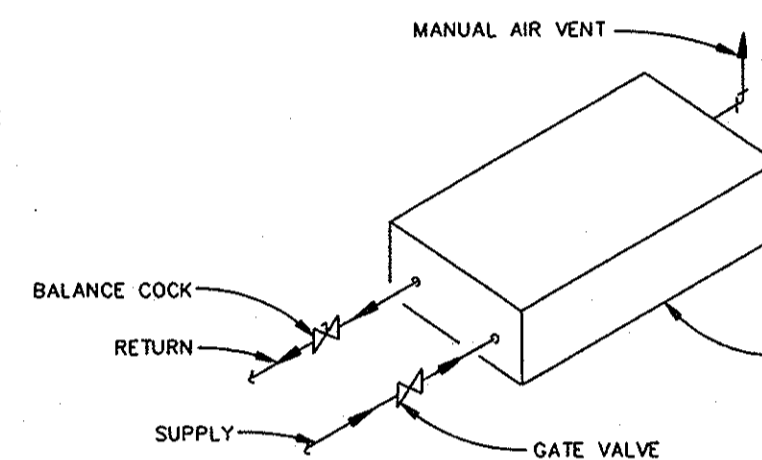 MANUAL AIR VENT
BALANCE COCK
RETURN
SUPPLY
GATE VALVE